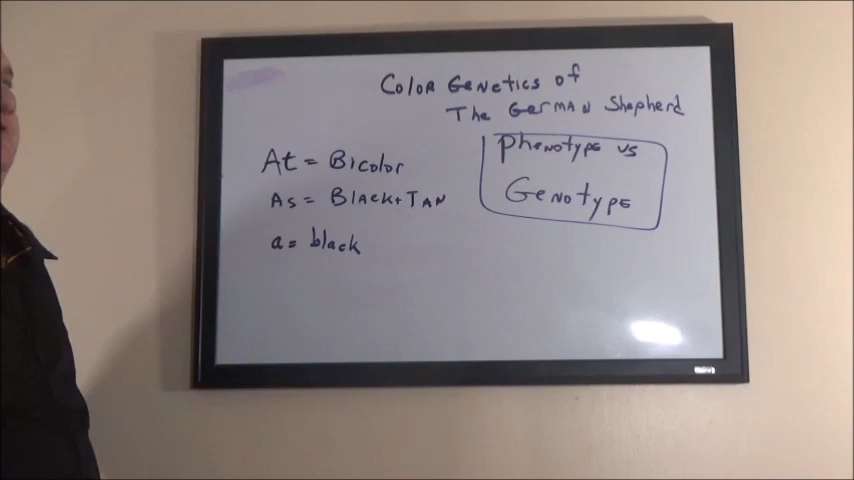 Color Genetics of
The German Shepherd
Phenotype vs
Genotype
At = Bicolor
As = Black+Tan
a = black